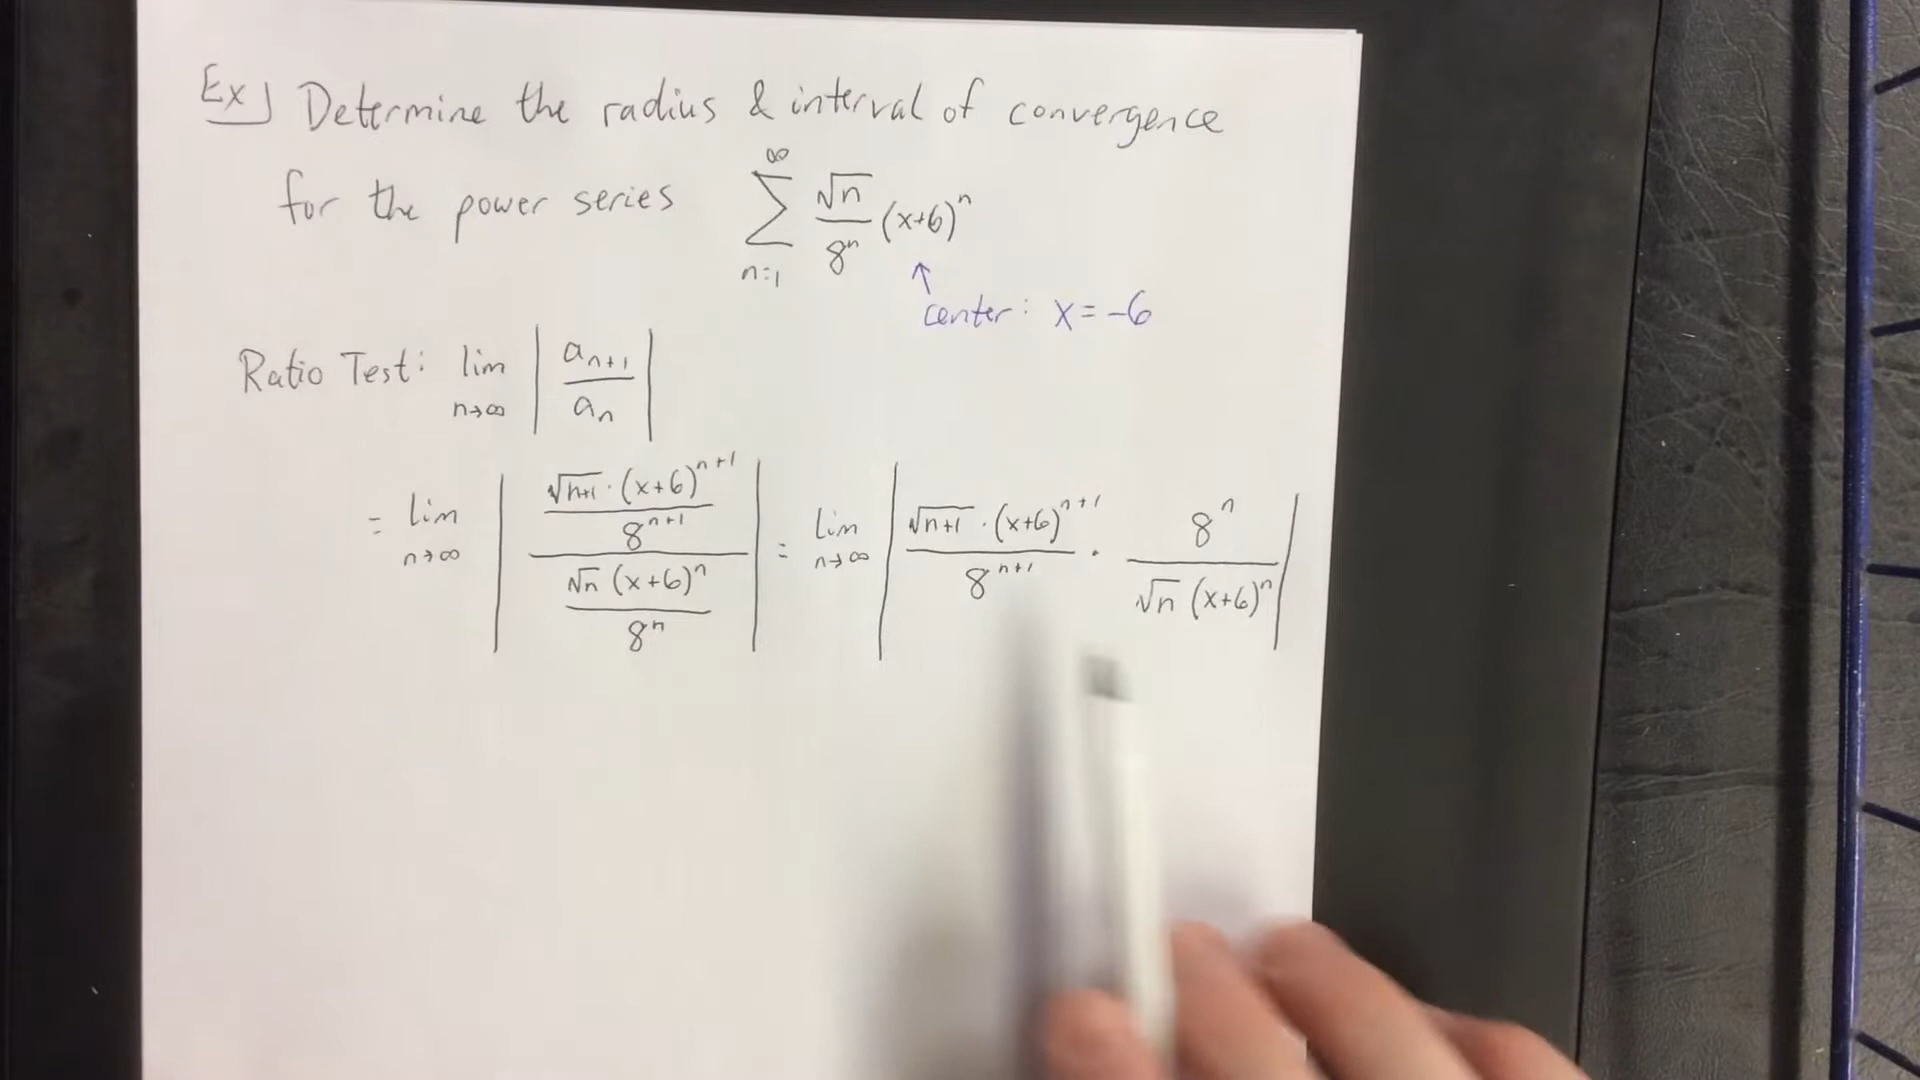 Ex] Determine the radius & interval of convergence
for the power series ∑_{n=1}^{∞} √n/8^n (x+6)^n
↑
center: x = -6
Ratio Test: lim_{n→∞} | a_{n+1} / a_n |
= lim_{n→∞} | (√(n+1) · (x+6)^{n+1} / 8^{n+1}) / (√n (x+6)^n / 8^n) | = lim_{n→∞} | √(n+1) · (x+6)^{n+1} / 8^{n+1} · 8^n / (√n (x+6)^n) |